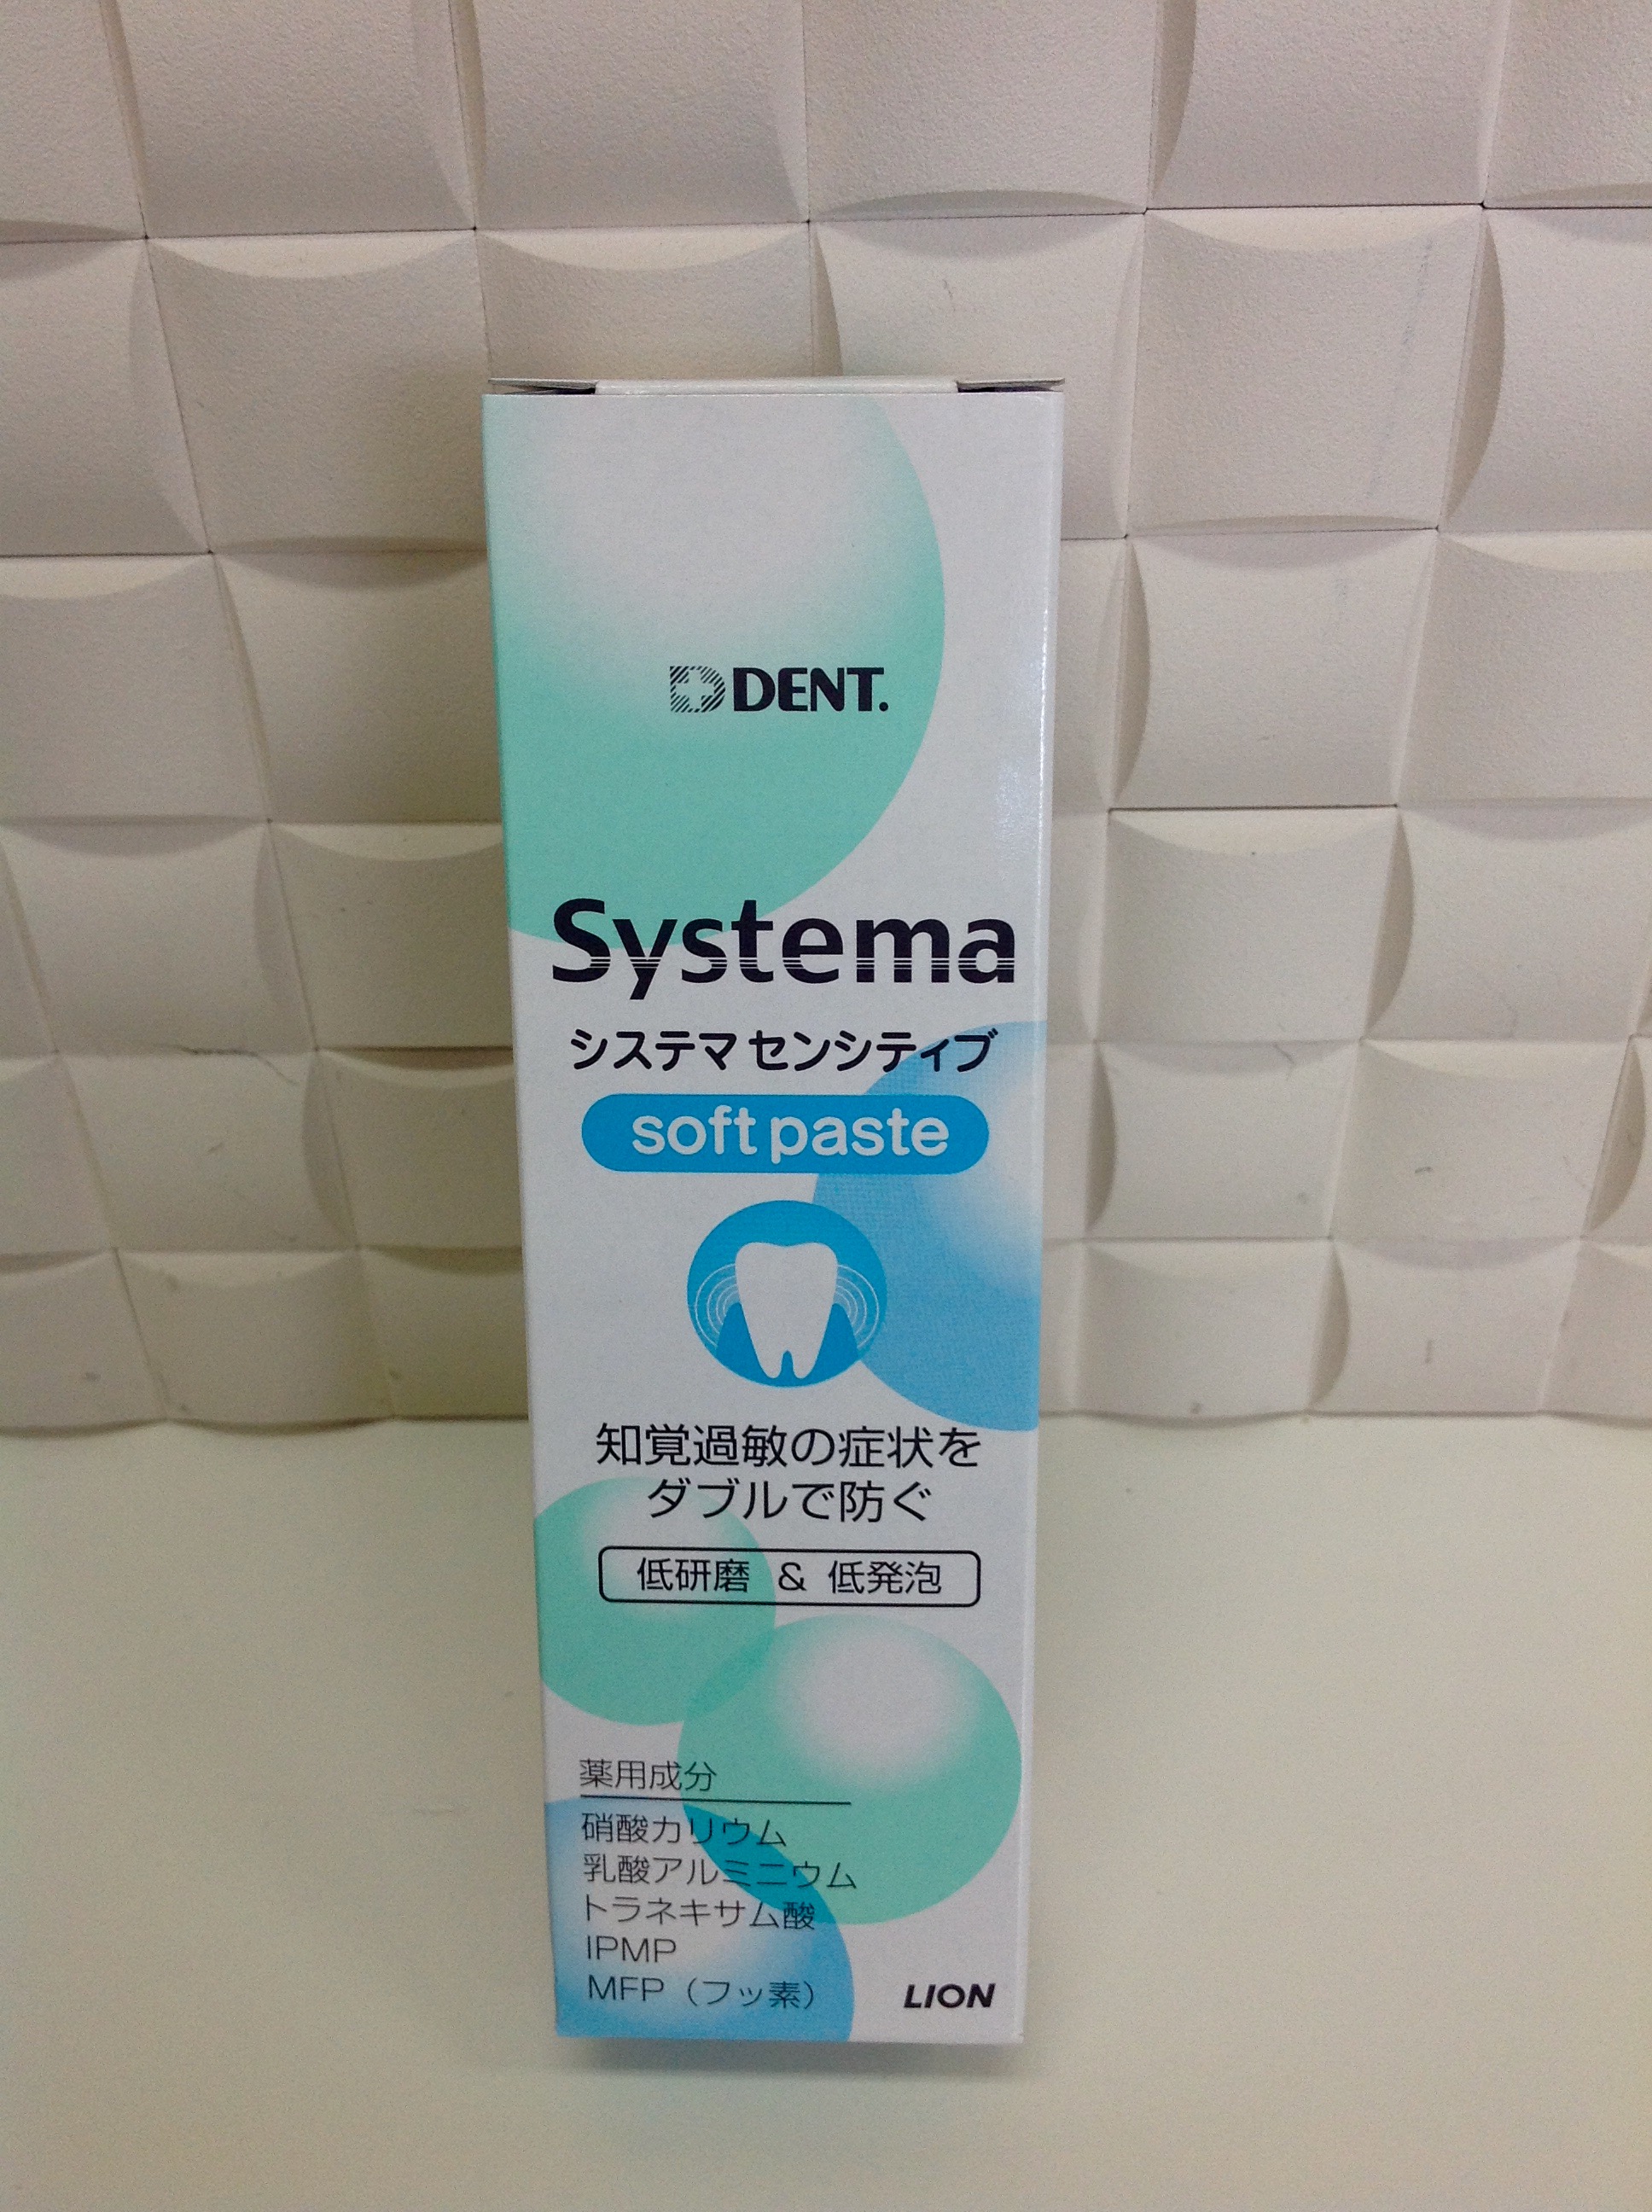 DENT.
Systema
システマ センシティブ
soft paste
知覚過敏の症状を
ダブルで防ぐ
低研磨 & 低発泡
薬用成分
硝酸カリウム
乳酸アルミニウム
トラネキサム酸
IPMP
MFP（フッ素）
LION